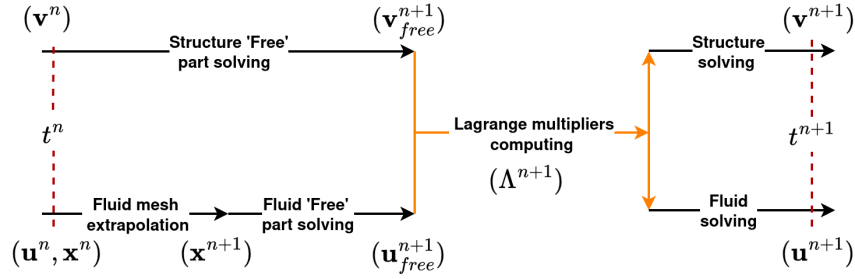 (v^n) (v^{n+1}_{free}) (v^{n+1})
Structure 'Free'
part solving
Structure
solving
t^n
Lagrange multipliers
computing
t^{n+1}
(Λ^{n+1})
Fluid mesh
extrapolation
Fluid 'Free'
part solving
Fluid
solving
(u^n, x^n) (x^{n+1}) (u^{n+1}_{free}) (u^{n+1})